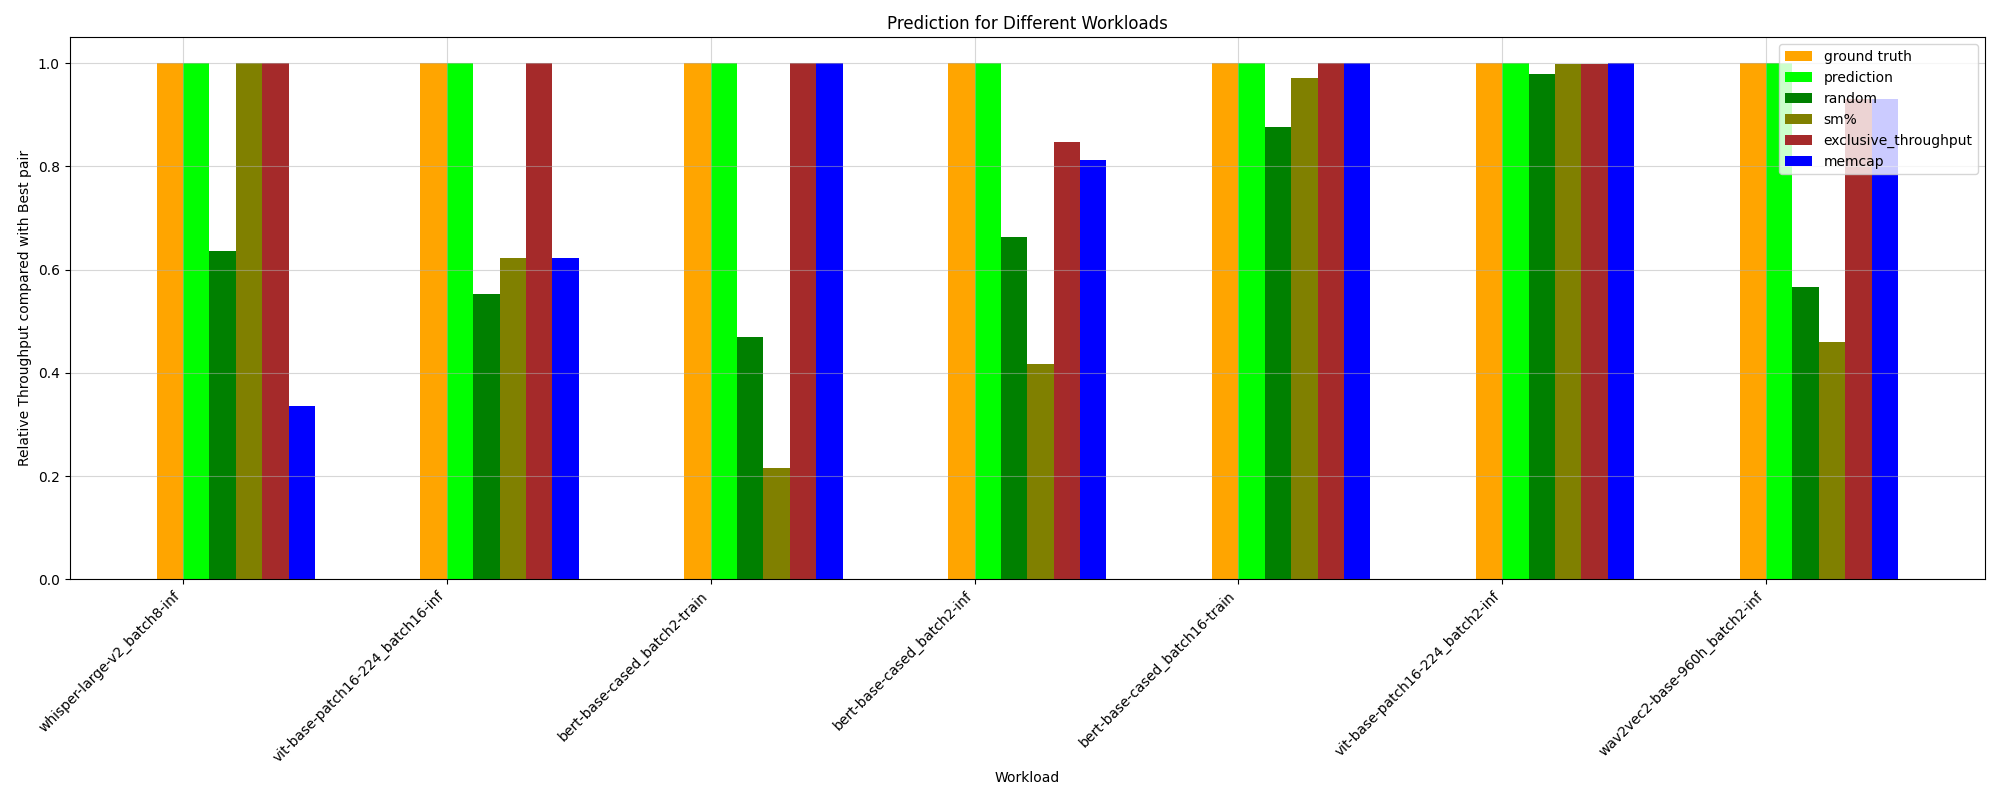 Prediction for Different Workloads
Relative Throughput compared with Best pair
1.0
0.8
0.6
0.4
0.2
0.0
ground truth
prediction
random
sm%
exclusive_throughput
memcap
whisper-large-v2_batch8-inf
vit-base-patch16-224_batch16-inf
bert-base-cased_batch2-train
bert-base-cased_batch2-inf
bert-base-cased_batch16-train
vit-base-patch16-224_batch2-inf
wav2vec2-base-960h_batch2-inf
Workload